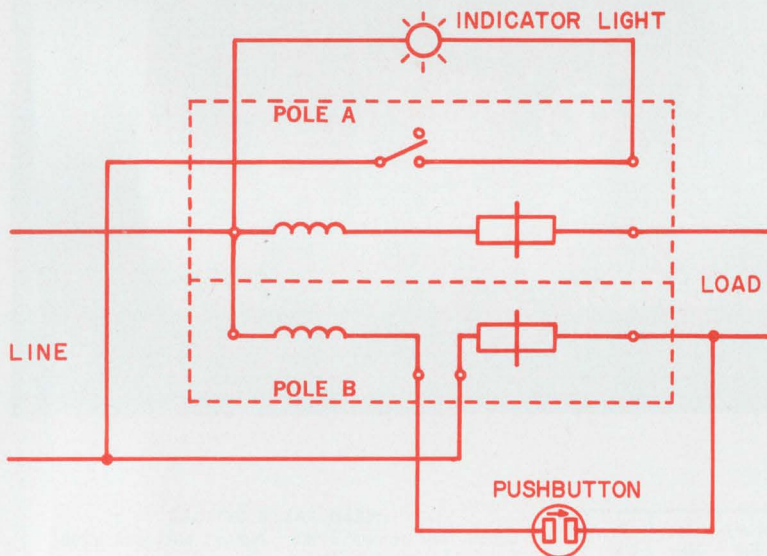 INDICATOR LIGHT
POLE A
LOAD
LINE
POLE B
PUSHBUTTON